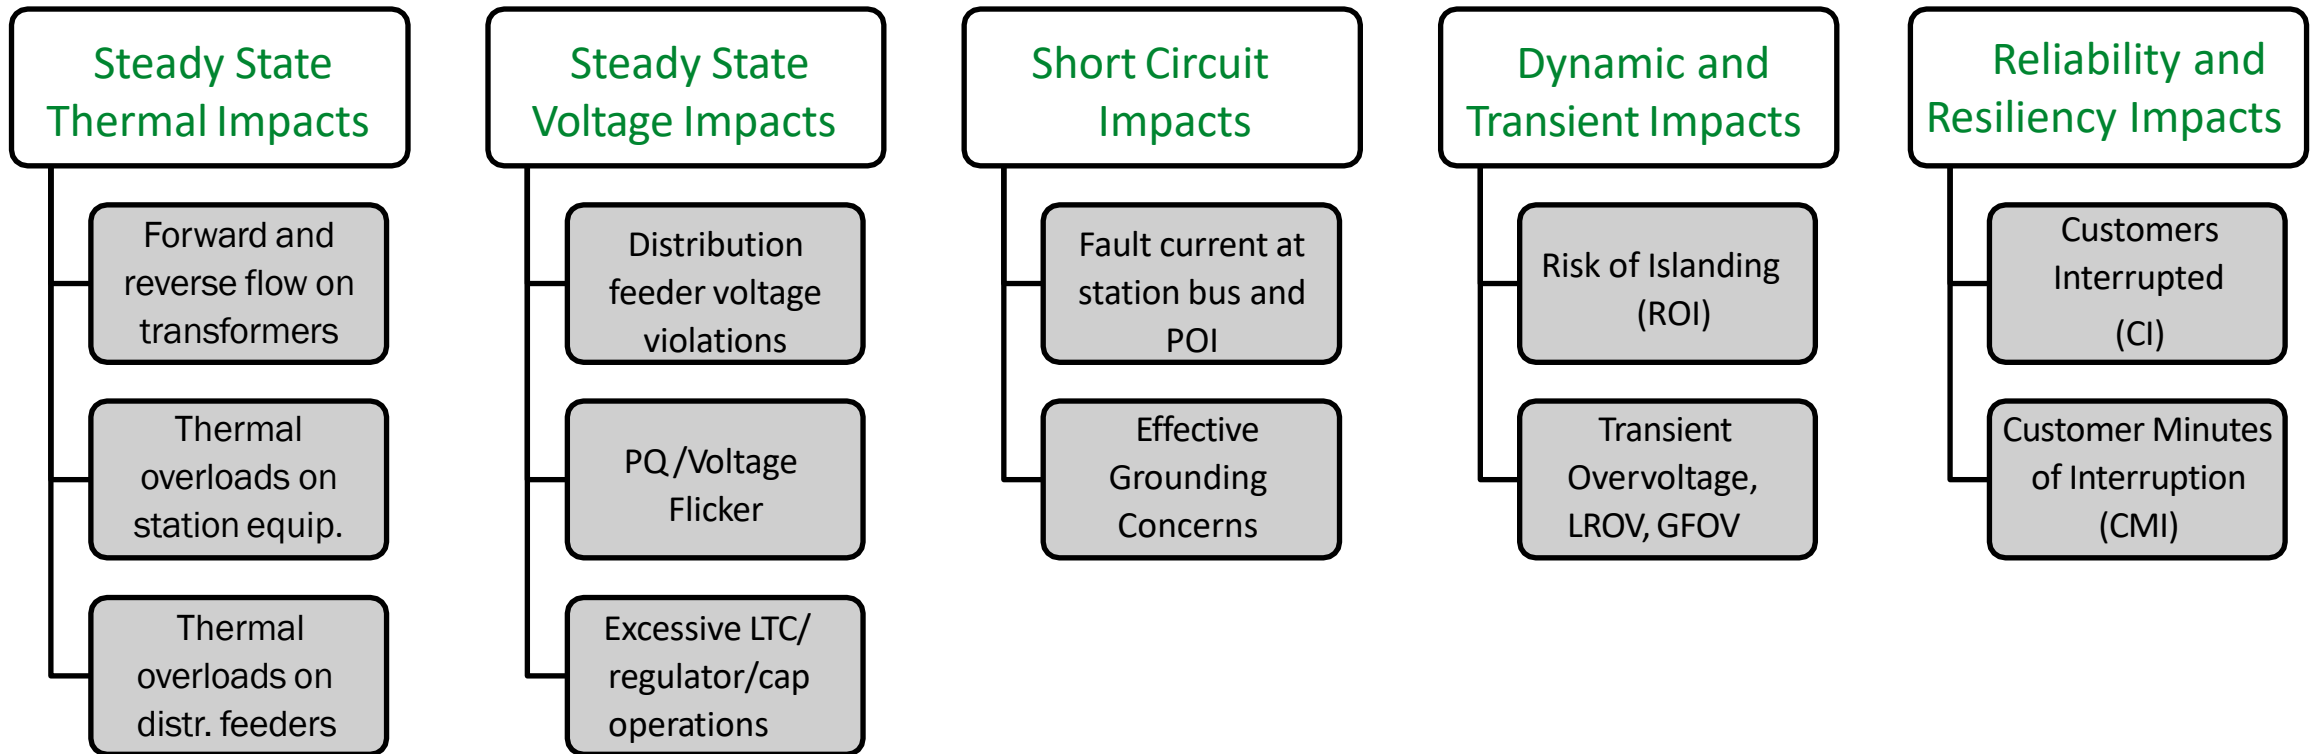 Steady State
Thermal Impacts
Forward and
reverse flow on
transformers
Thermal
overloads on
station equip.
Thermal
overloads on
distr. feeders
Steady State
Voltage Impacts
Distribution
feeder voltage
violations
PQ/Voltage
Flicker
Excessive LTC/
regulator/cap
operations
Short Circuit
Impacts
Fault current at
station bus and
POI
Effective
Grounding
Concerns
Dynamic and
Transient Impacts
Risk of Islanding
(ROI)
Transient
Overvoltage,
LROV, GFOV
Reliability and
Resiliency Impacts
Customers
Interrupted
(CI)
Customer Minutes
of Interruption
(CMI)